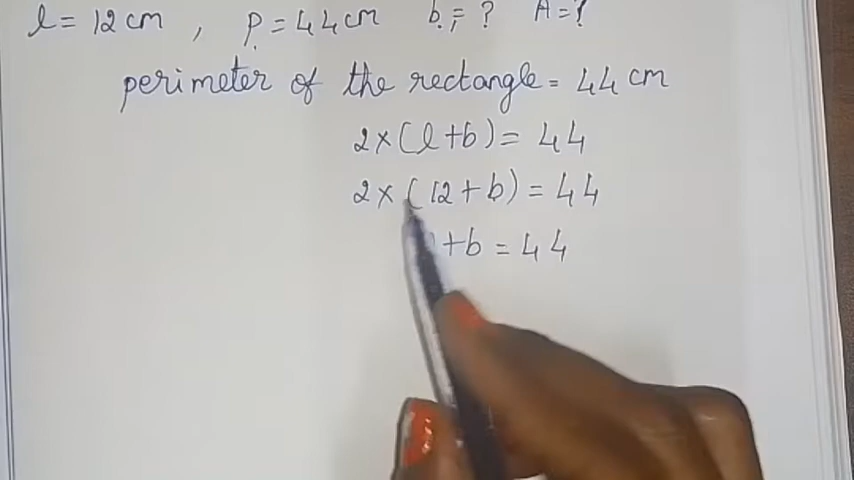 l = 12 cm , p = 44 cm b = ? A = ?
perimeter of the rectangle = 44 cm
2 × (l + b) = 44
2 × (12 + b) = 44
+ b = 44